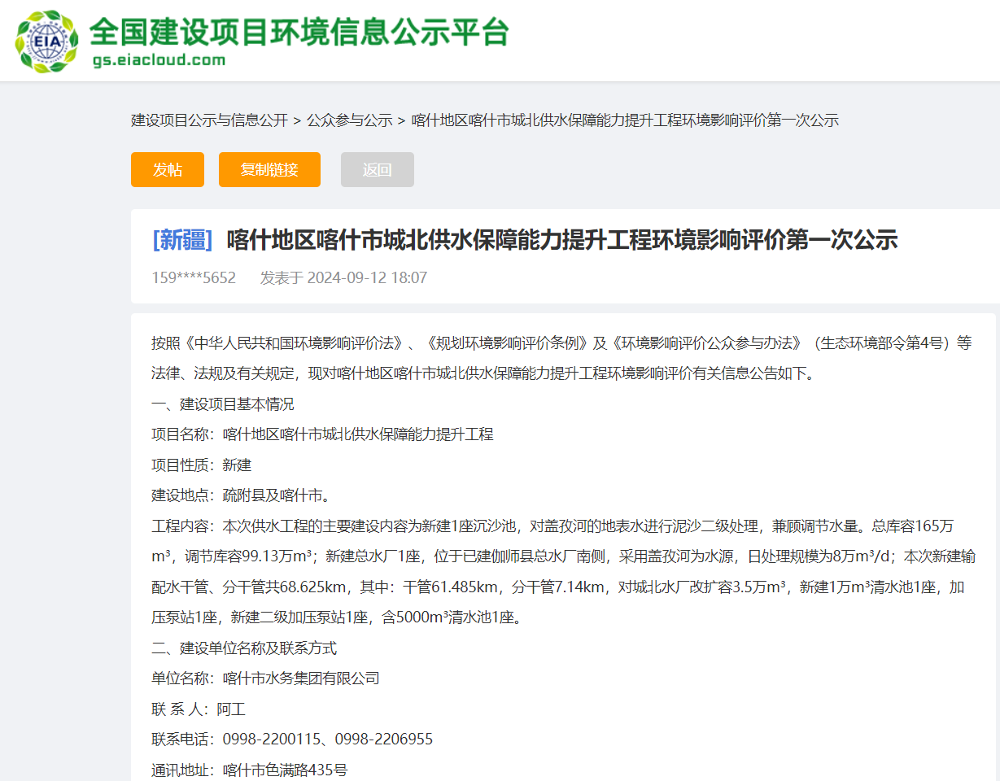 EIA
全国建设项目环境信息公示平台
gs.eiacloud.com
建设项目公示与信息公开 > 公众参与公示 > 喀什地区喀什市城北供水保障能力提升工程环境影响评价第一次公示
发帖 复制链接 返回
[新疆] 喀什地区喀什市城北供水保障能力提升工程环境影响评价第一次公示
159****5652 发表于 2024-09-12 18:07
按照《中华人民共和国环境影响评价法》、《规划环境影响评价条例》及《环境影响评价公众参与办法》（生态环境部令第4号）等
法律、法规及有关规定，现对喀什地区喀什市城北供水保障能力提升工程环境影响评价有关信息公告如下。
一、建设项目基本情况
项目名称：喀什地区喀什市城北供水保障能力提升工程
项目性质：新建
建设地点：疏附县及喀什市。
工程内容：本次供水工程的主要建设内容为新建1座沉沙池，对盖孜河的地表水进行泥沙二级处理，兼顾调节水量。总库容165万
m³，调节库容99.13万m³；新建总水厂1座，位于已建伽师县总水厂南侧，采用盖孜河为水源，日处理规模为8万m³/d；本次新建输
配水干管、分干管共68.625km，其中：干管61.485km，分干管7.14km，对城北水厂改扩容3.5万m³，新建1万m³清水池1座，加
压泵站1座，新建二级加压泵站1座，含5000m³清水池1座。
二、建设单位名称及联系方式
单位名称：喀什市水务集团有限公司
联 系 人：阿工
联系电话：0998-2200115、0998-2206955
通讯地址：喀什市色满路435号